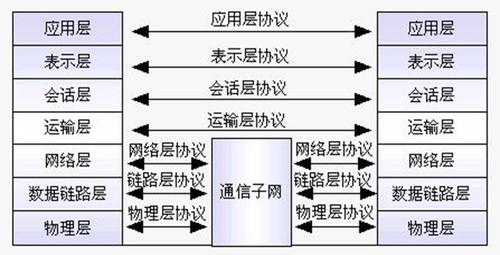 应用层 应用层协议 应用层
表示层 表示层协议 表示层
会话层 会话层协议 会话层
运输层 运输层协议 运输层
网络层 网络层协议 网络层协议 网络层
数据链路层 链路层协议 通信子网 链路层协议 数据链路层
物理层 物理层协议 物理层协议 物理层